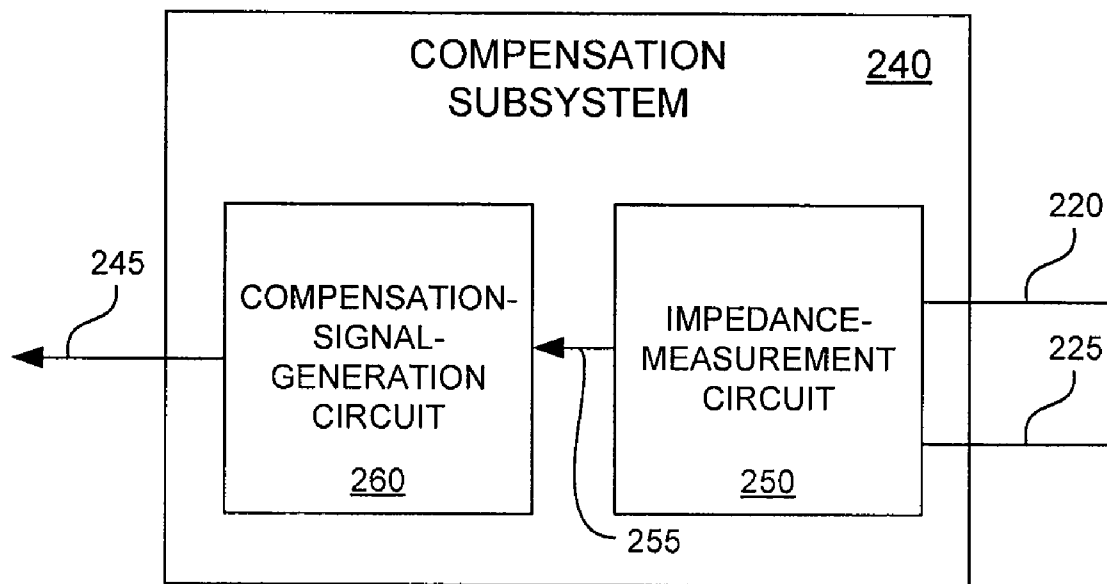 COMPENSATION
SUBSYSTEM
240
220
245
COMPENSATION-
SIGNAL-
GENERATION
CIRCUIT
260
255
IMPEDANCE-
MEASUREMENT
CIRCUIT
250
225